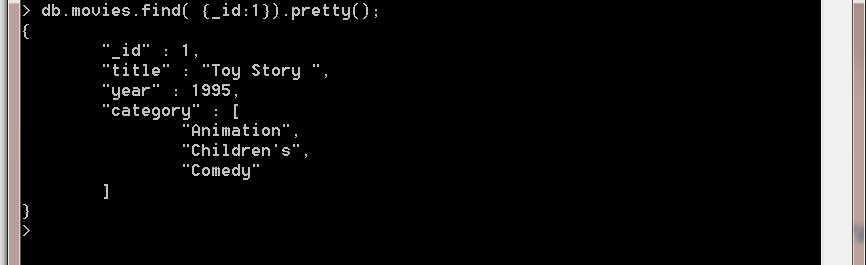 > db.movies.find( {_id:1}).pretty();
{
        "_id" : 1,
        "title" : "Toy Story ",
        "year" : 1995,
        "category" : [
                "Animation",
                "Children's",
                "Comedy"
        ]
}
>